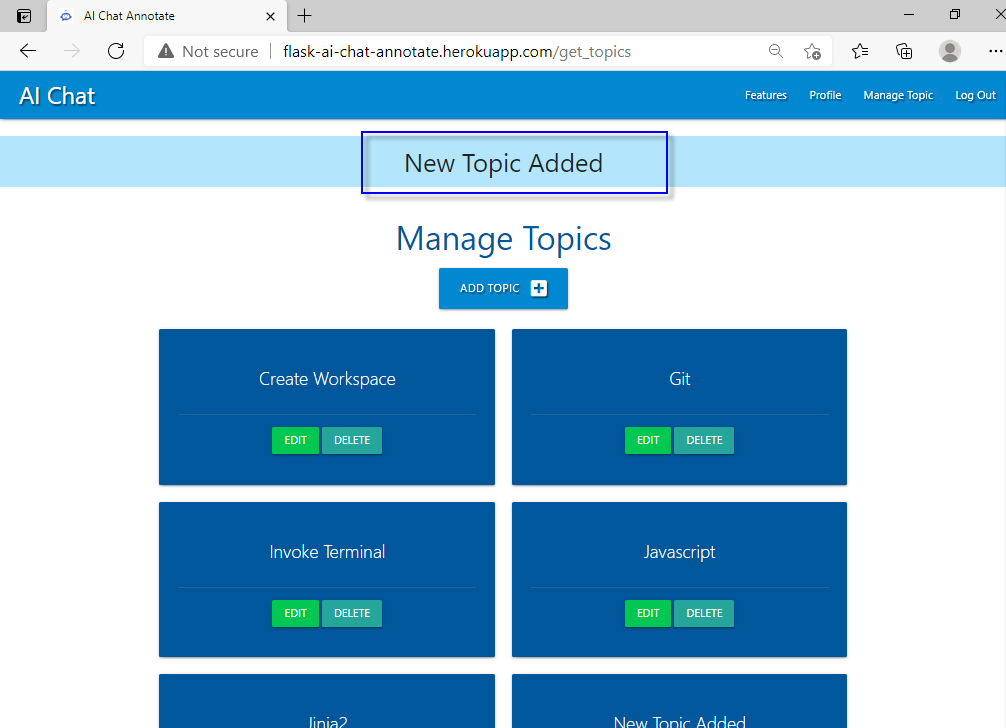 AI Chat Annotate
Not secure | flask-ai-chat-annotate.herokuapp.com/get_topics
AI Chat
Features Profile Manage Topic Log Out
New Topic Added
Manage Topics
ADD TOPIC
Create Workspace
EDIT DELETE
Git
EDIT DELETE
Invoke Terminal
EDIT DELETE
Javascript
EDIT DELETE
Jinja2
New Topic Added